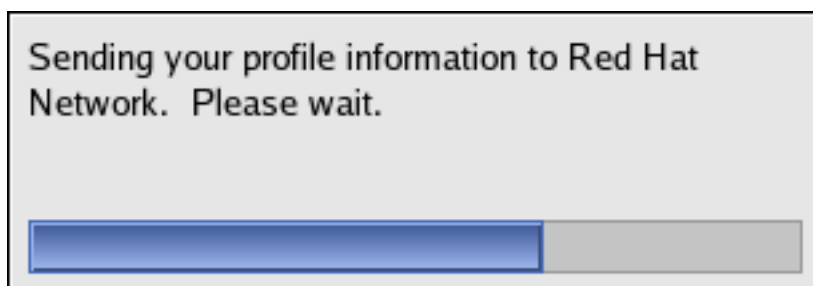 Sending your profile information to Red Hat
Network.  Please wait.